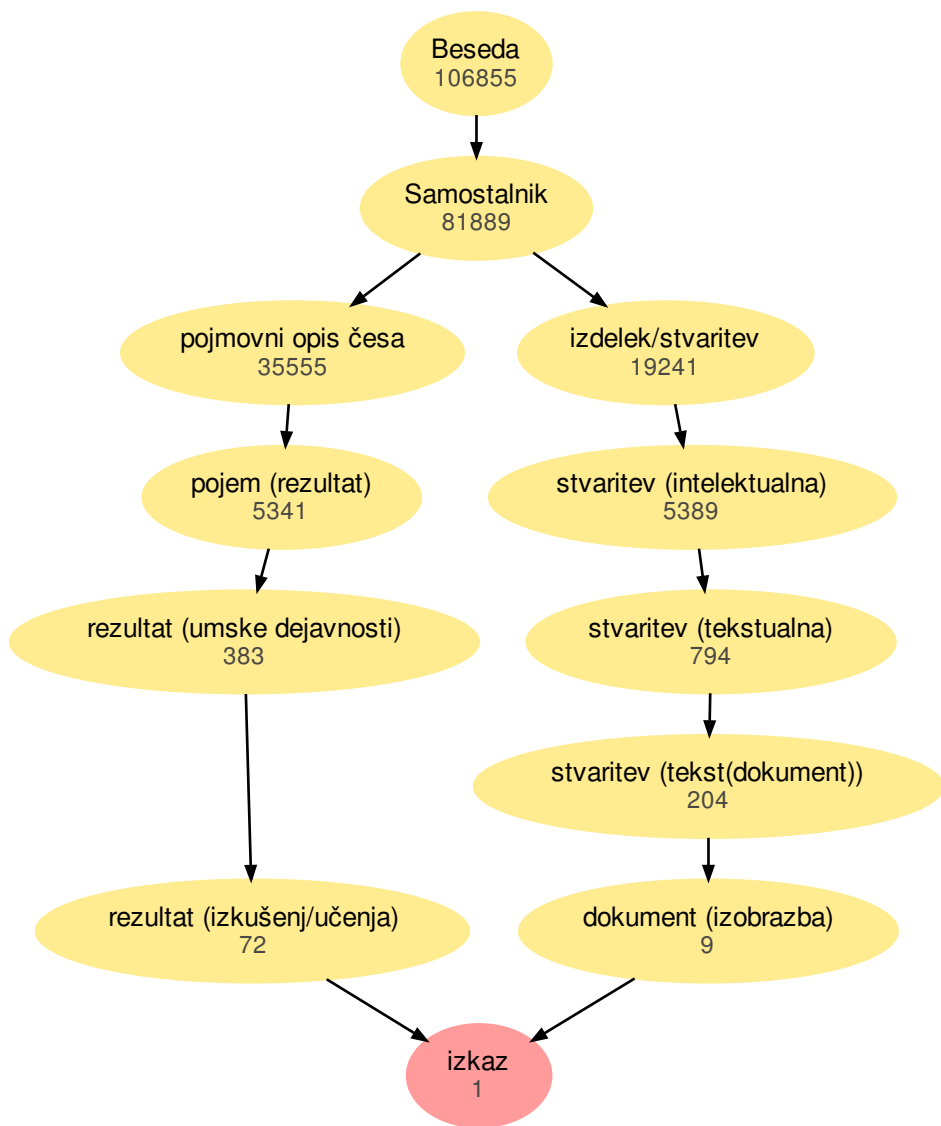 Beseda
106855
Samostalnik
81889
pojmovni opis česa
35555
izdelek/stvaritev
19241
pojem (rezultat)
5341
stvaritev (intelektualna)
5389
rezultat (umske dejavnosti)
383
stvaritev (tekstualna)
794
stvaritev (tekst(dokument))
204
rezultat (izkušenj/učenja)
72
dokument (izobrazba)
9
izkaz
1